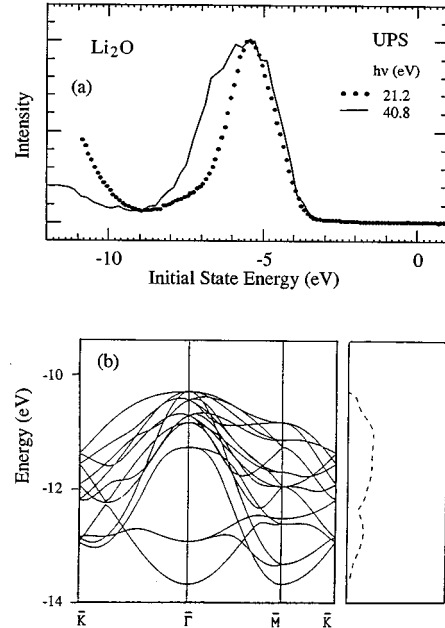 Li₂O
UPS
hν (eV)
(a)
21.2
40.8
Intensity
-10
-5
0
Initial State Energy (eV)
(b)
-10
-12
-14
Energy (eV)
K̄
Γ̄
M̄
K̄